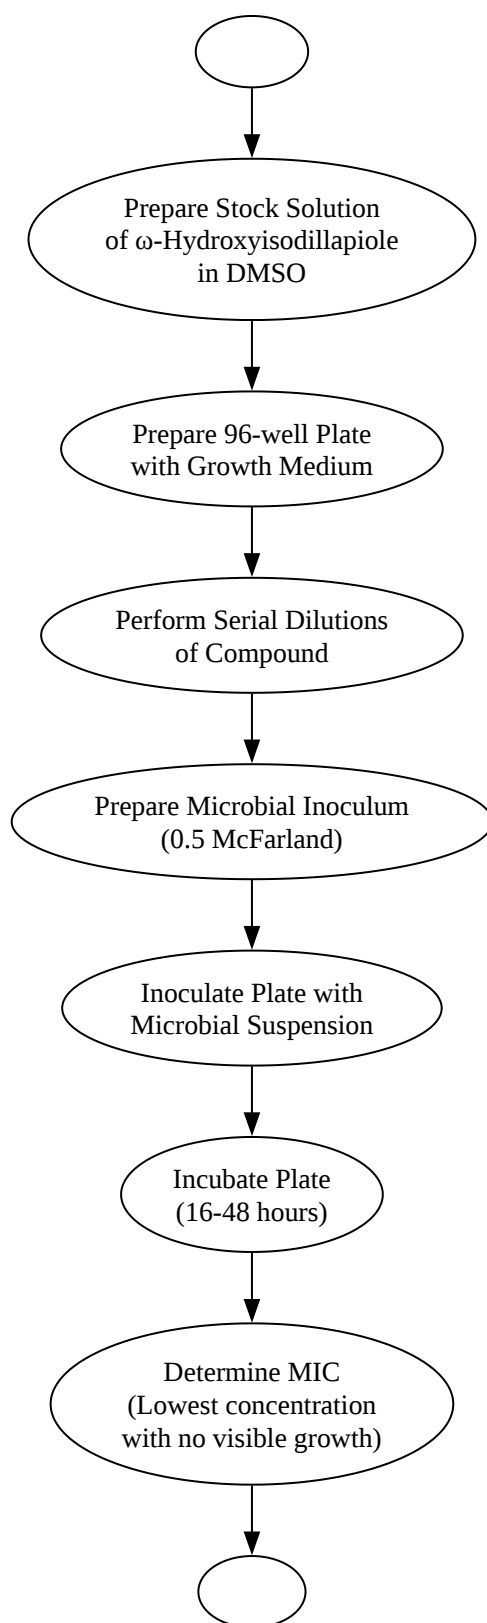 Prepare Stock Solution
of ω-Hydroxyisodillapiole
in DMSO
Prepare 96-well Plate
with Growth Medium
Perform Serial Dilutions
of Compound
Prepare Microbial Inoculum
(0.5 McFarland)
Inoculate Plate with
Microbial Suspension
Incubate Plate
(16-48 hours)
Determine MIC
(Lowest concentration
with no visible growth)